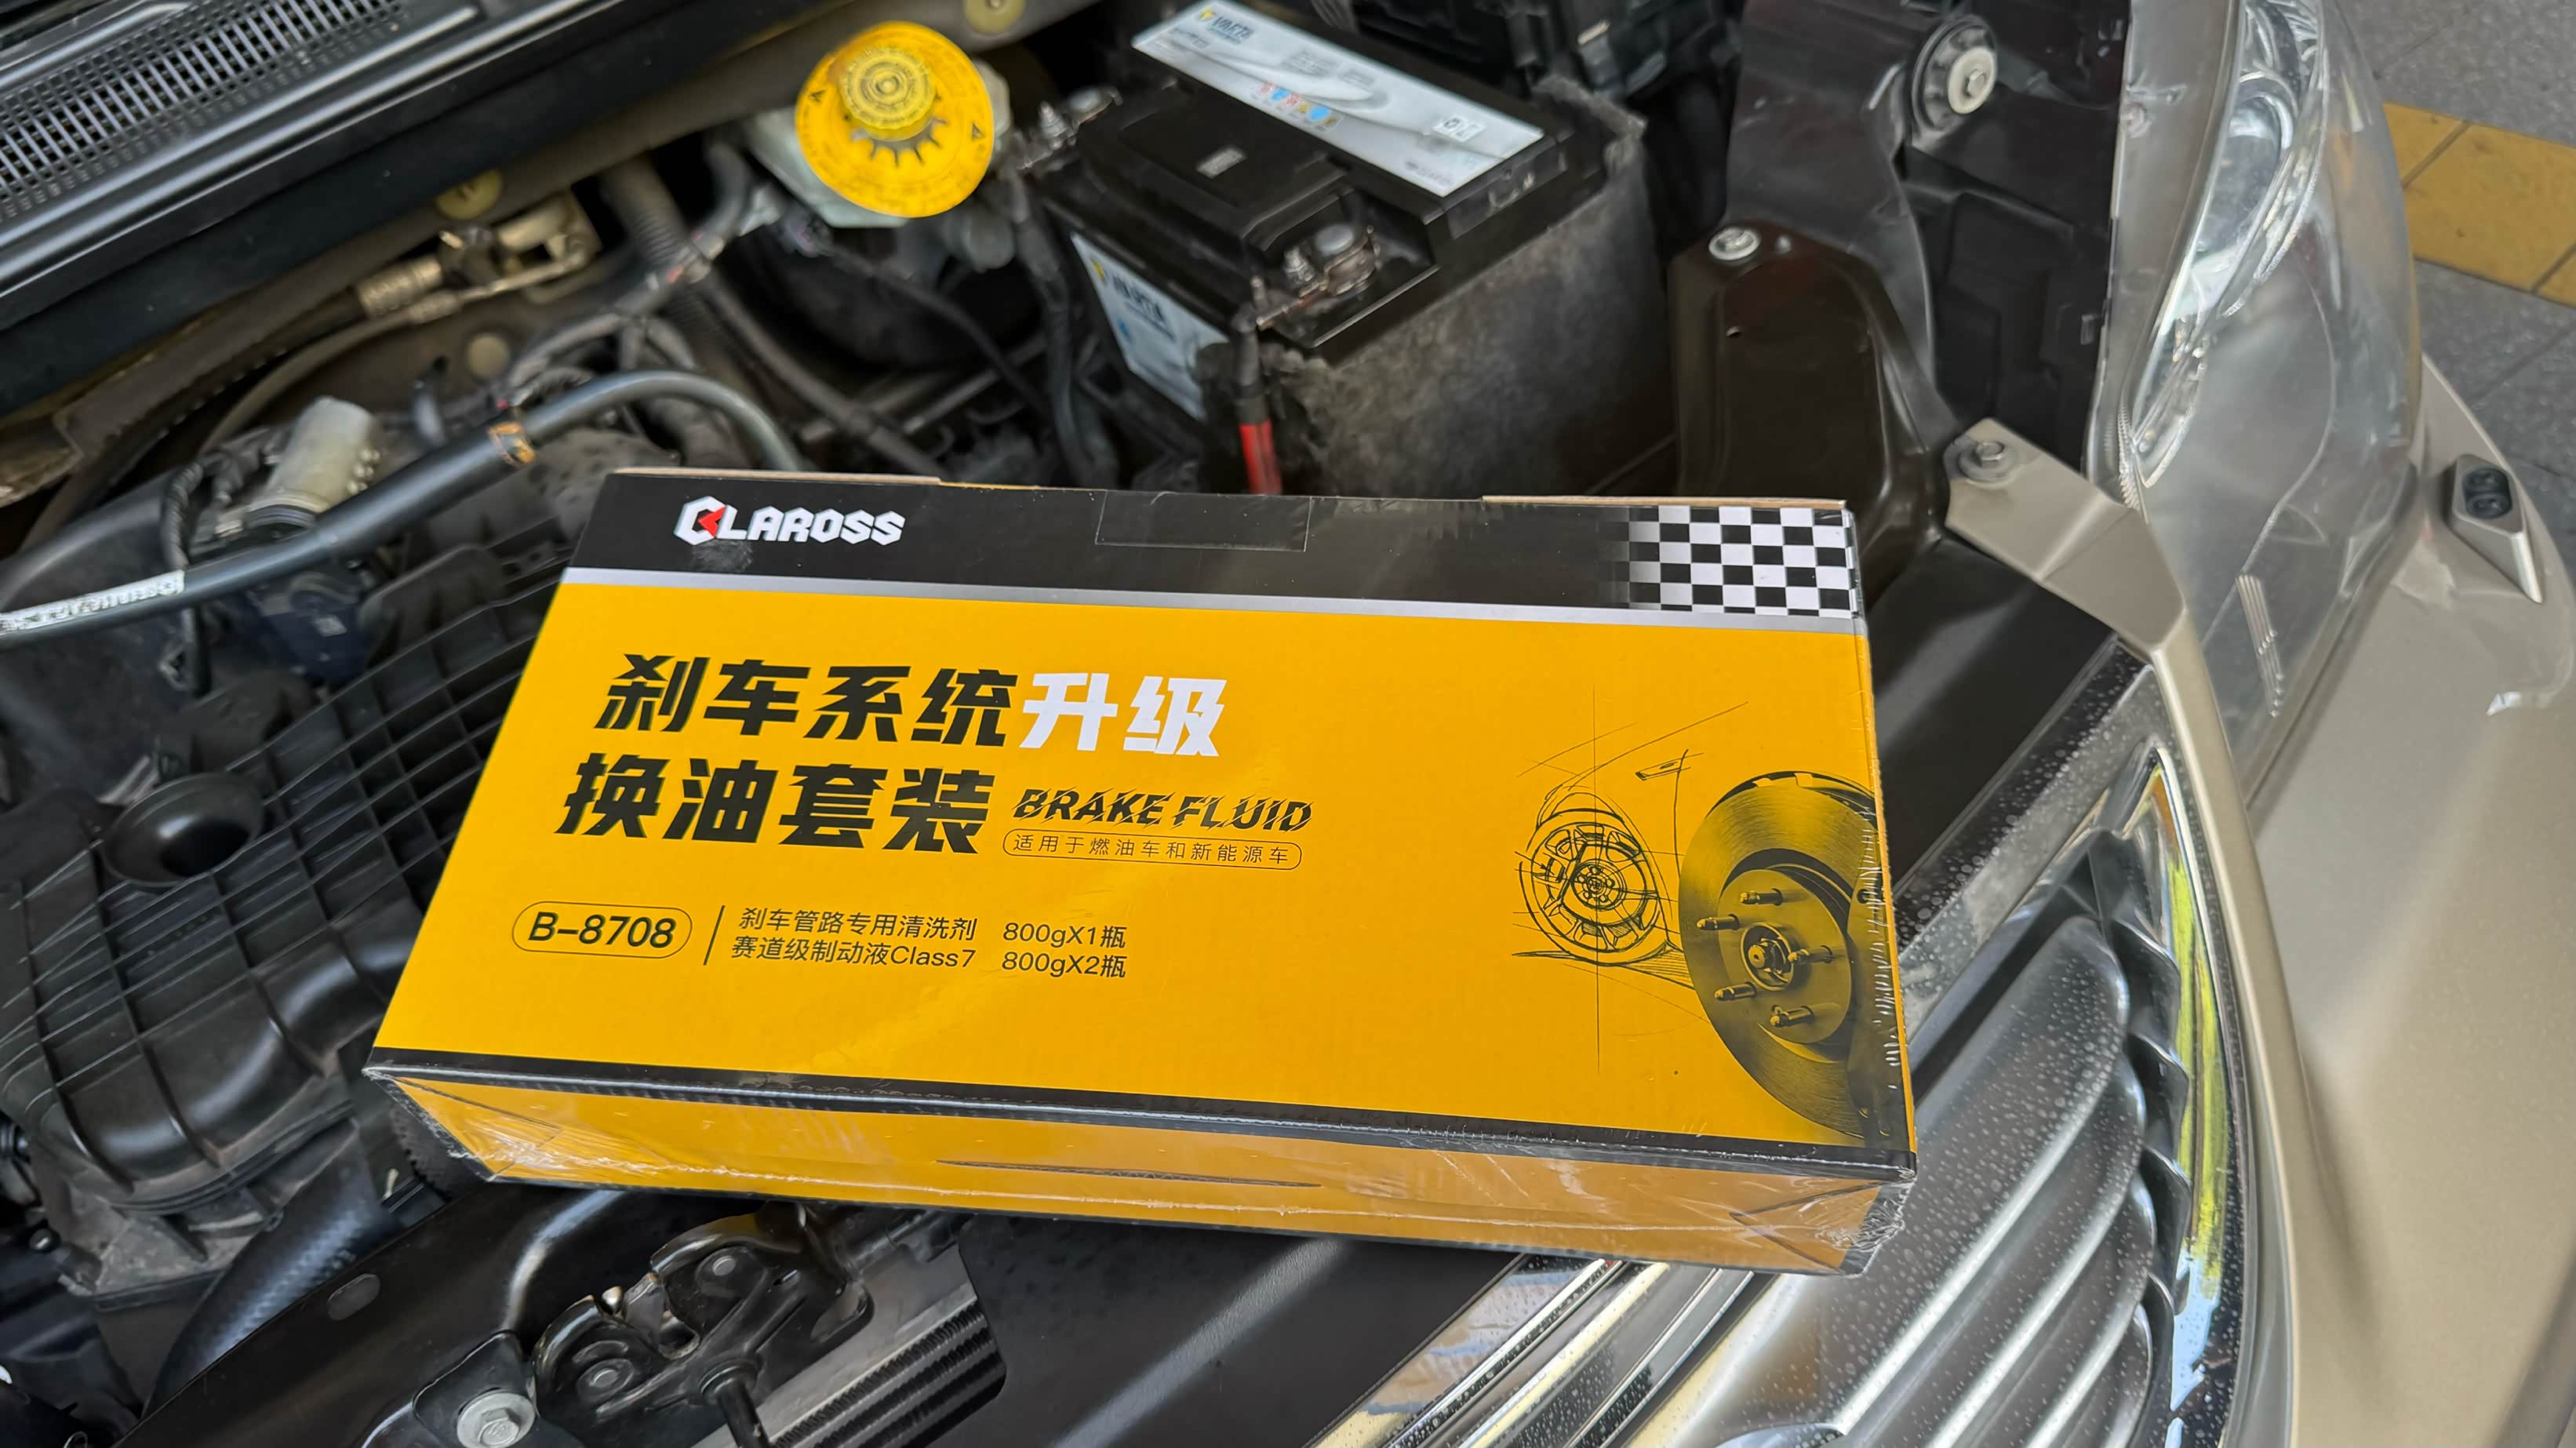 VARTA
VARTA
CLAROSS
刹车系统升级
换油套装 BRAKE FLUID
适用于燃油车和新能源车
B-8708
刹车管路专用清洗剂 800gX1瓶
赛道级制动液Class7 800gX2瓶